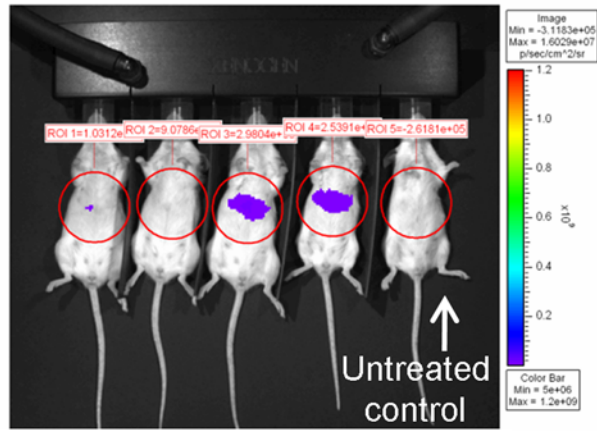 Image
Min = -3.1183e+05
Max = 1.6029e+07
p/sec/cm^2/sr
ROI 1=1.0312e
ROI 2=9.0786e
ROI 3=2.9804e+
ROI 4=2.5391e+
ROI 5=-2.6181e+05
1.2
1.0
0.8
0.6
0.4
0.2
x10⁹
Color Bar
Min = 5e+06
Max = 1.2e+09
Untreated
control